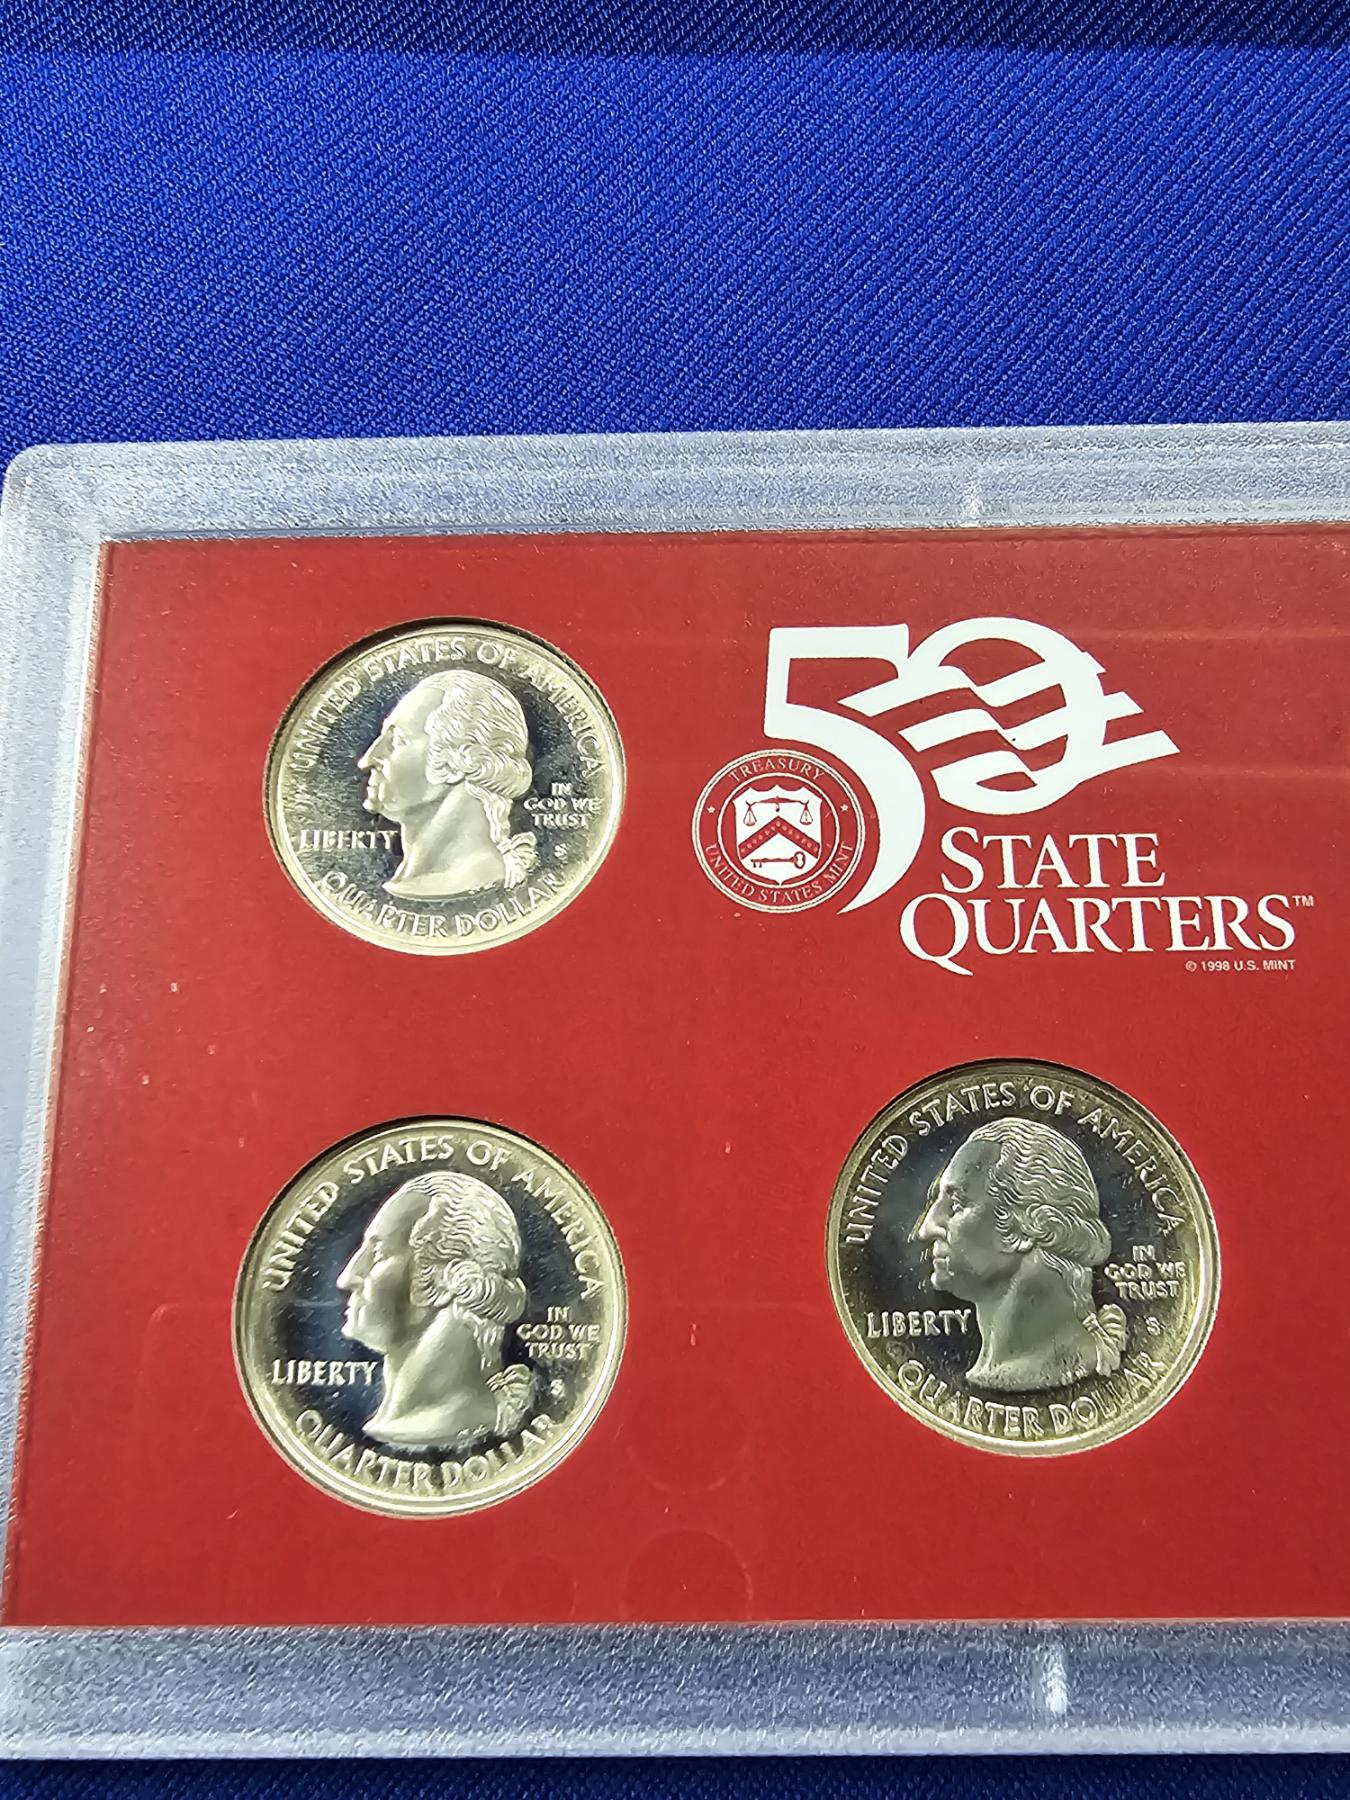 UNITED STATES OF AMERICA
IN
GOD WE
TRUST
LIBERTY
S
QUARTER DOLLAR
50
TREASURY
UNITED STATES MINT
STATE
QUARTERS™
© 1998 U.S. MINT
UNITED STATES OF AMERICA
IN
GOD WE
TRUST
LIBERTY
S
QUARTER DOLLAR
UNITED STATES OF AMERICA
IN
GOD WE
TRUST
LIBERTY
S
QUARTER DOLLAR